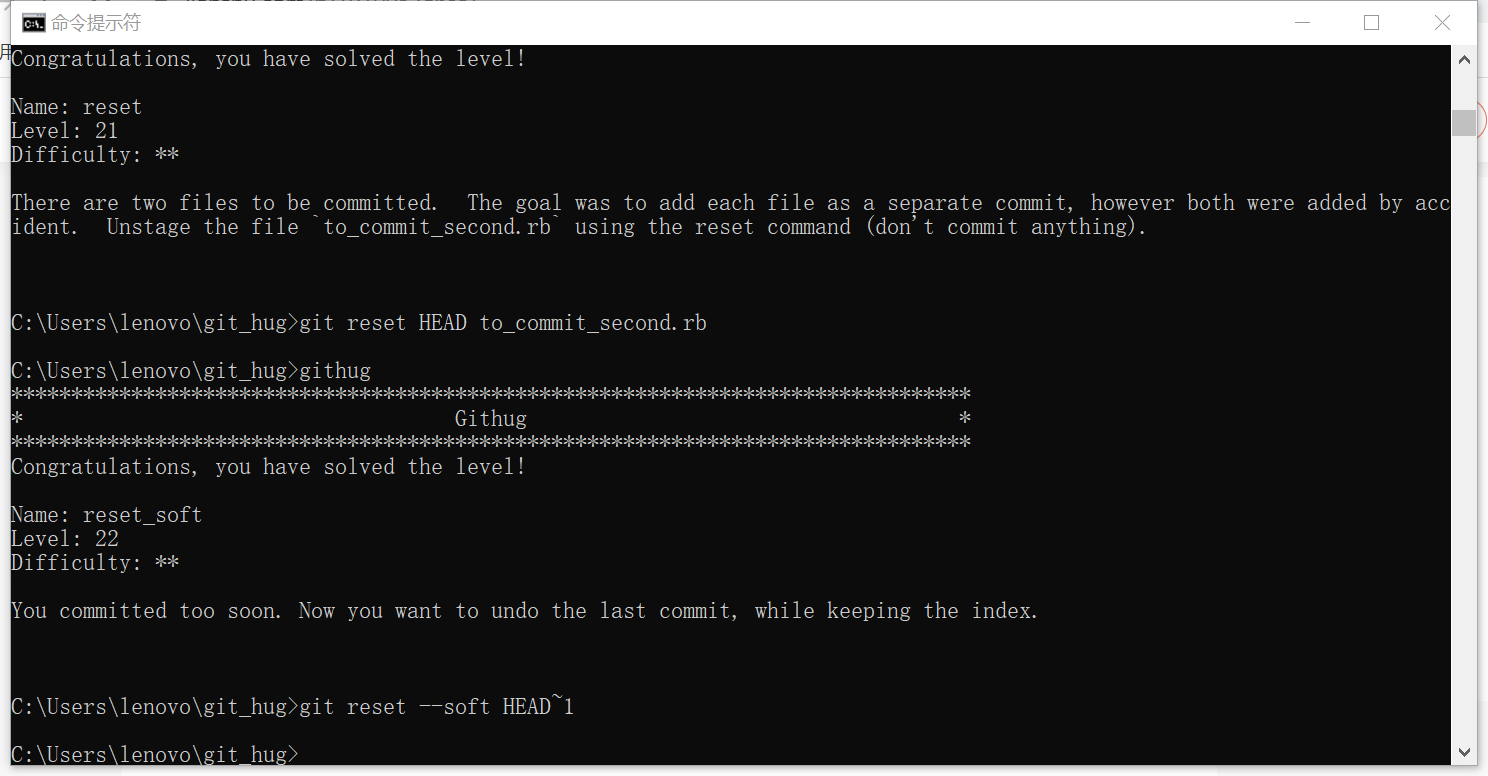 命令提示符
用
Congratulations, you have solved the level!
Name: reset
Level: 21
Difficulty: **
There are two files to be committed.  The goal was to add each file as a separate commit, however both were added by acc
ident.  Unstage the file `to_commit_second.rb` using the reset command (don't commit anything).
C:\Users\lenovo\git_hug>git reset HEAD to_commit_second.rb
C:\Users\lenovo\git_hug>githug
********************************************************************************
*                                    Githug                                    *
********************************************************************************
Congratulations, you have solved the level!
Name: reset_soft
Level: 22
Difficulty: **
You committed too soon. Now you want to undo the last commit, while keeping the index.
C:\Users\lenovo\git_hug>git reset --soft HEAD~1
C:\Users\lenovo\git_hug>